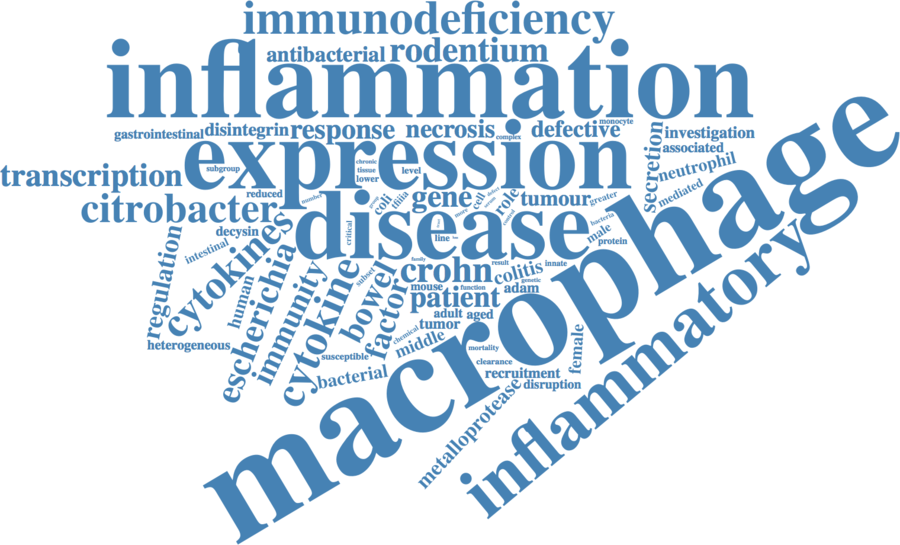 immunodeficiency
antibacterial
rodentium
inflammation
gastrointestinal
disintegrin
response
necrosis
complex
defective
monocyte
investigation
associated
secretion
neutrophil
mediated
transcription
expression
subgroup
chronic
tissue
lower
level
reduced
number
citrobacter
disease
coli
gene
cell
role
tumour
greater
bacteria
male
protein
macrophage
decysin
intestinal
regulation
cytokines
heterogeneous
human
escherichia
immunity
critical
line
more
family
result
innate
genetic
crohn
colitis
mouse
function
adam
subset
bowel
cytokine
factor
patient
adult
aged
chemical
tumor
middle
susceptible
bacterial
mortality
clearance
recruitment
disruption
female
metalloprotease
inflammatory